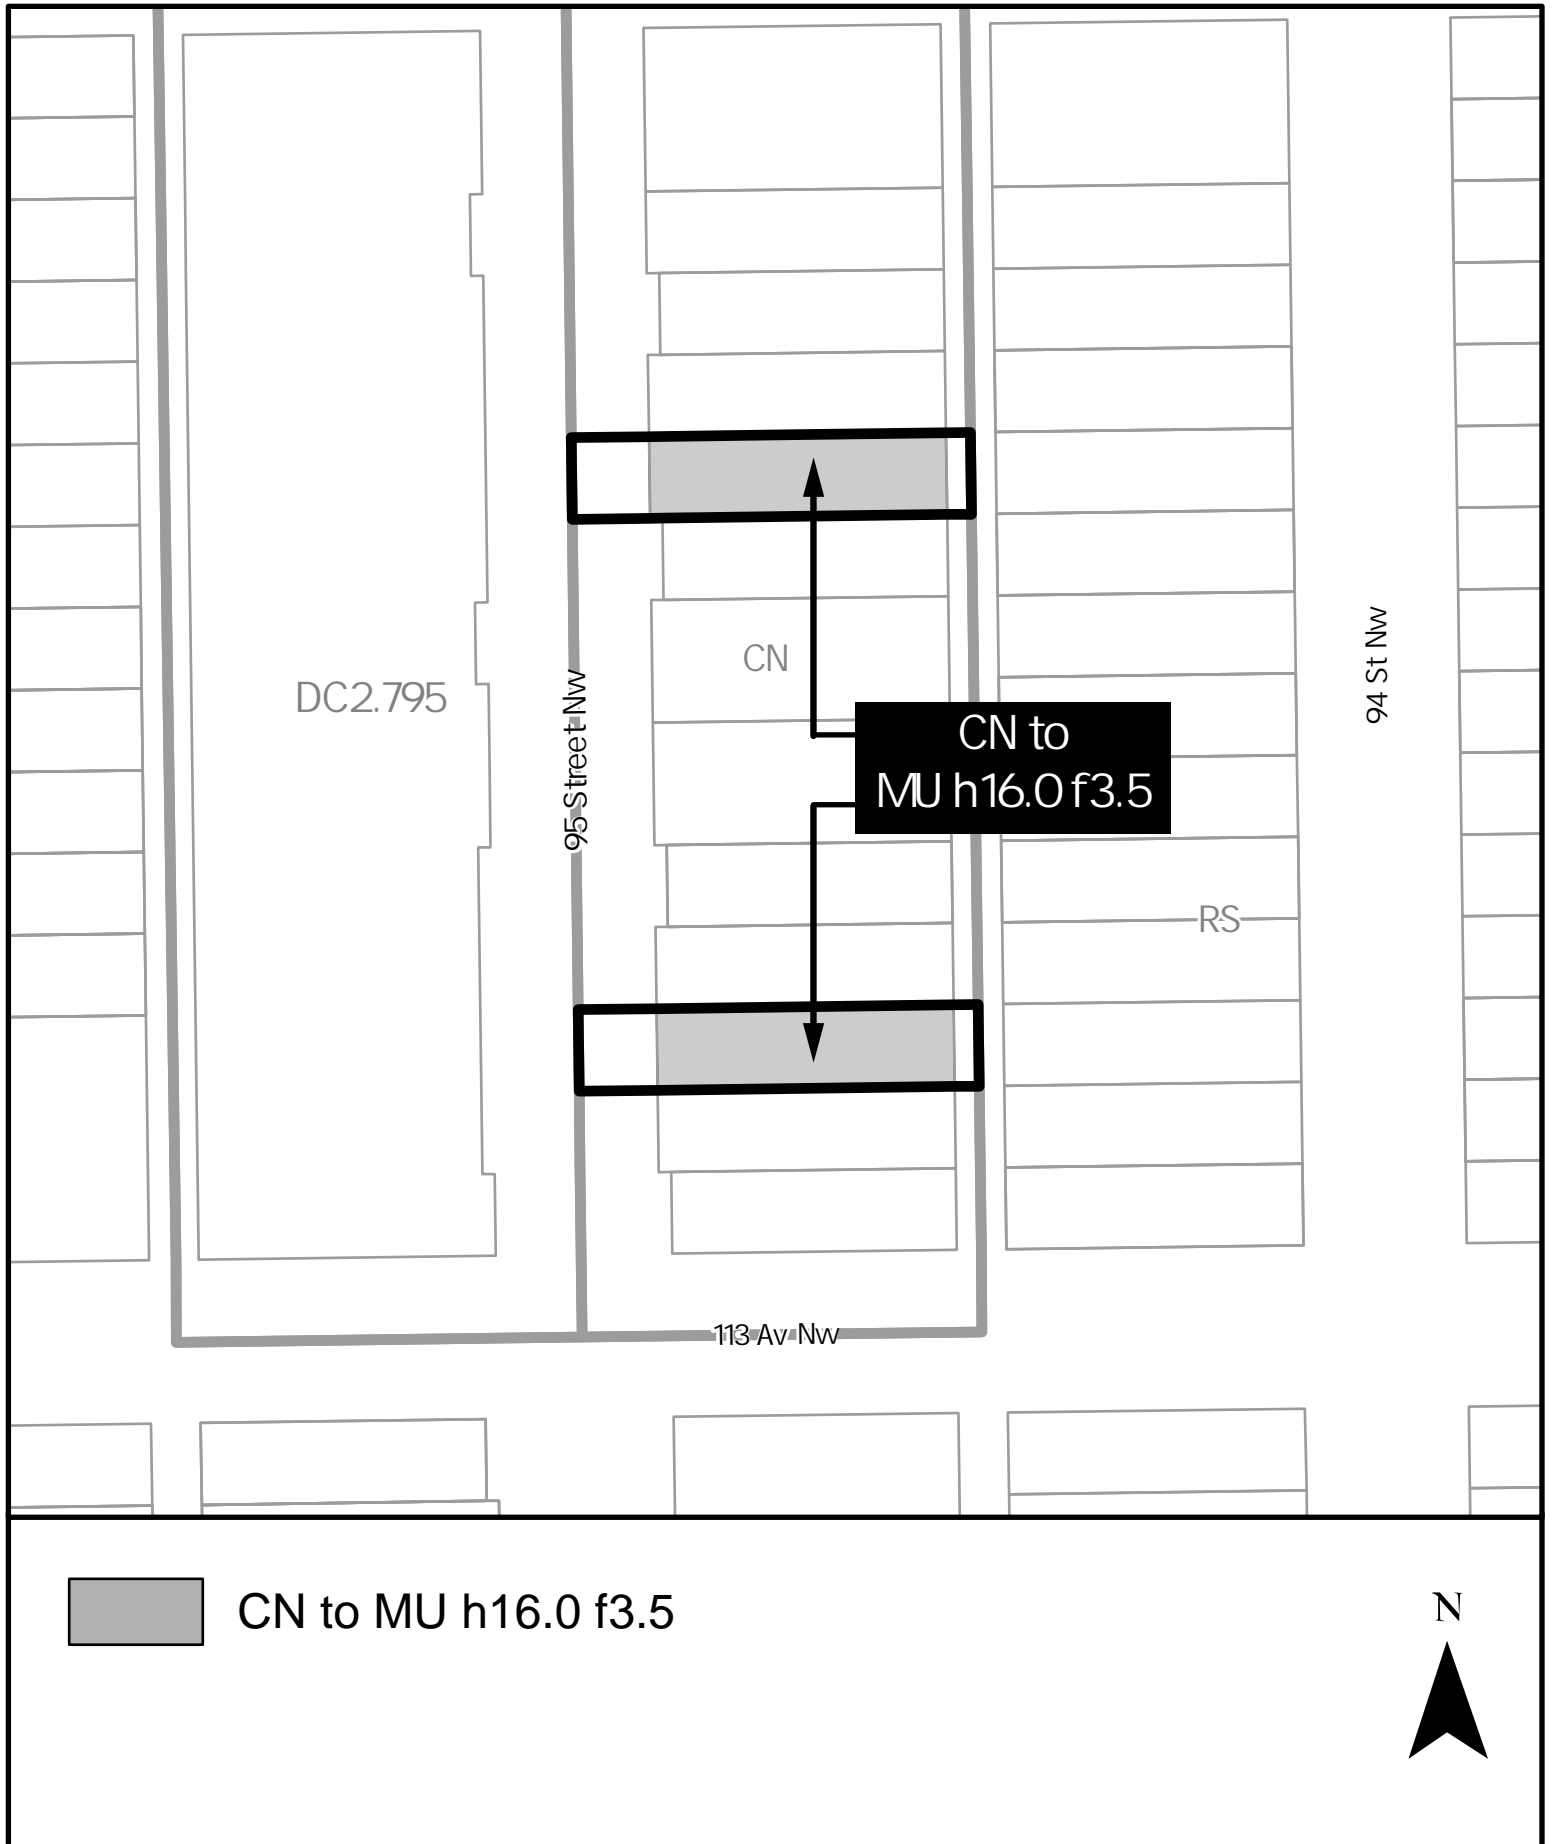 94 St Nw
CN
DC2.795
95 Street Nw
CN to
MU h16.0 f3.5
RS
113 Av Nw
CN to MU h16.0 f3.5
N